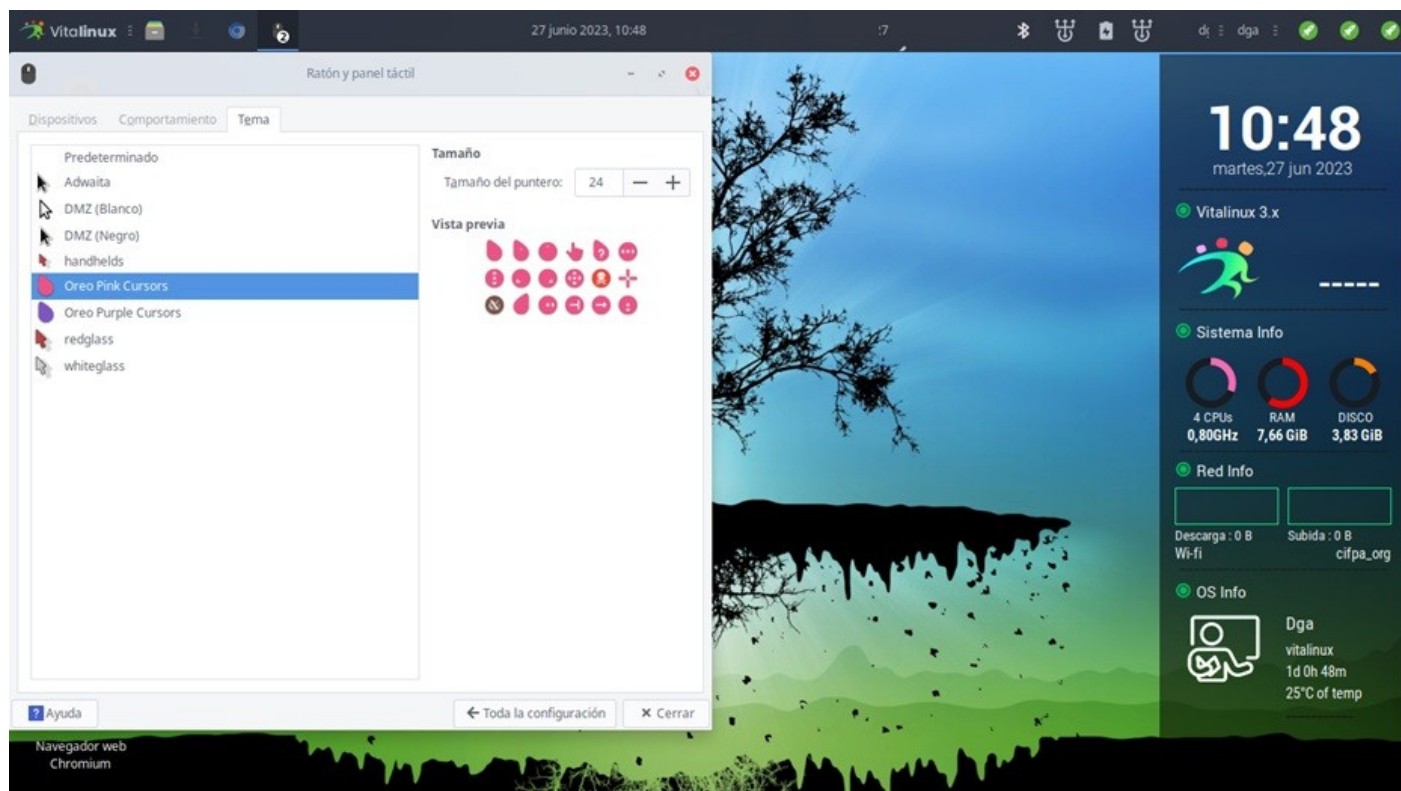 Vitalinux
2
27 junio 2023, 10:48
:7
dga
Ratón y panel táctil
Dispositivos Comportamiento Tema
Predeterminado
Adwaita
DMZ (Blanco)
DMZ (Negro)
handhelds
Oreo Pink Cursors
Oreo Purple Cursors
redglass
whiteglass
Tamaño
Tamaño del puntero: 24
Vista previa
? Ayuda
Toda la configuración
Cerrar
Navegador web
Chromium
10:48
martes,27 jun 2023
Vitalinux 3.x
-----
Sistema Info
4 CPUs RAM DISCO
0,80GHz 7,66 GiB 3,83 GiB
Red Info
Descarga : 0 B Subida : 0 B
Wi-fi cifpa_org
OS Info
Dga
vitalinux
1d 0h 48m
25°C of temp